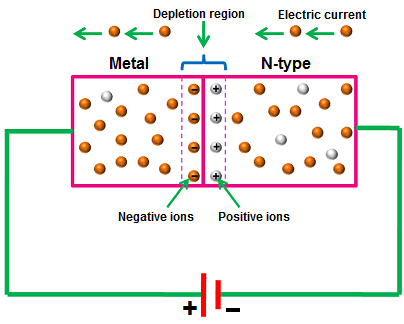 Depletion region
Electric current
Metal
N-type
Negative ions
Positive ions
+
−